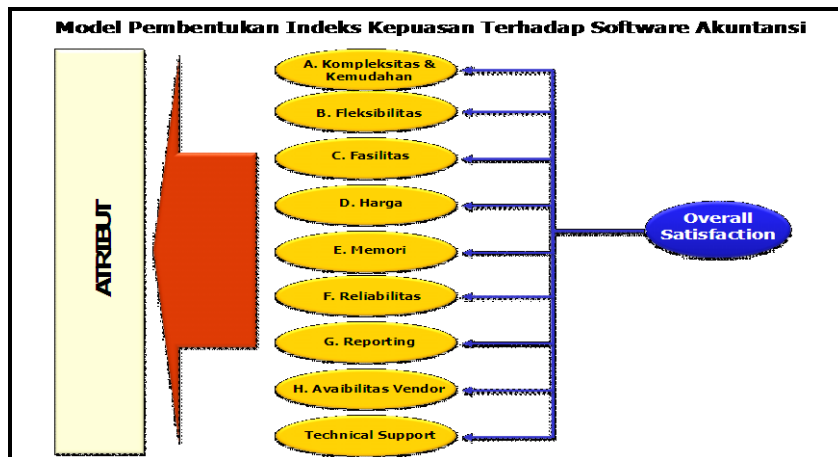 Model Pembentukan Indeks Kepuasan Terhadap Software Akuntansi
ATRIBUT
A. Kompleksitas &
Kemudahan
B. Fleksibilitas
C. Fasilitas
D. Harga
E. Memori
F. Reliabilitas
G. Reporting
H. Avaibilitas Vendor
Technical Support
Overall
Satisfaction